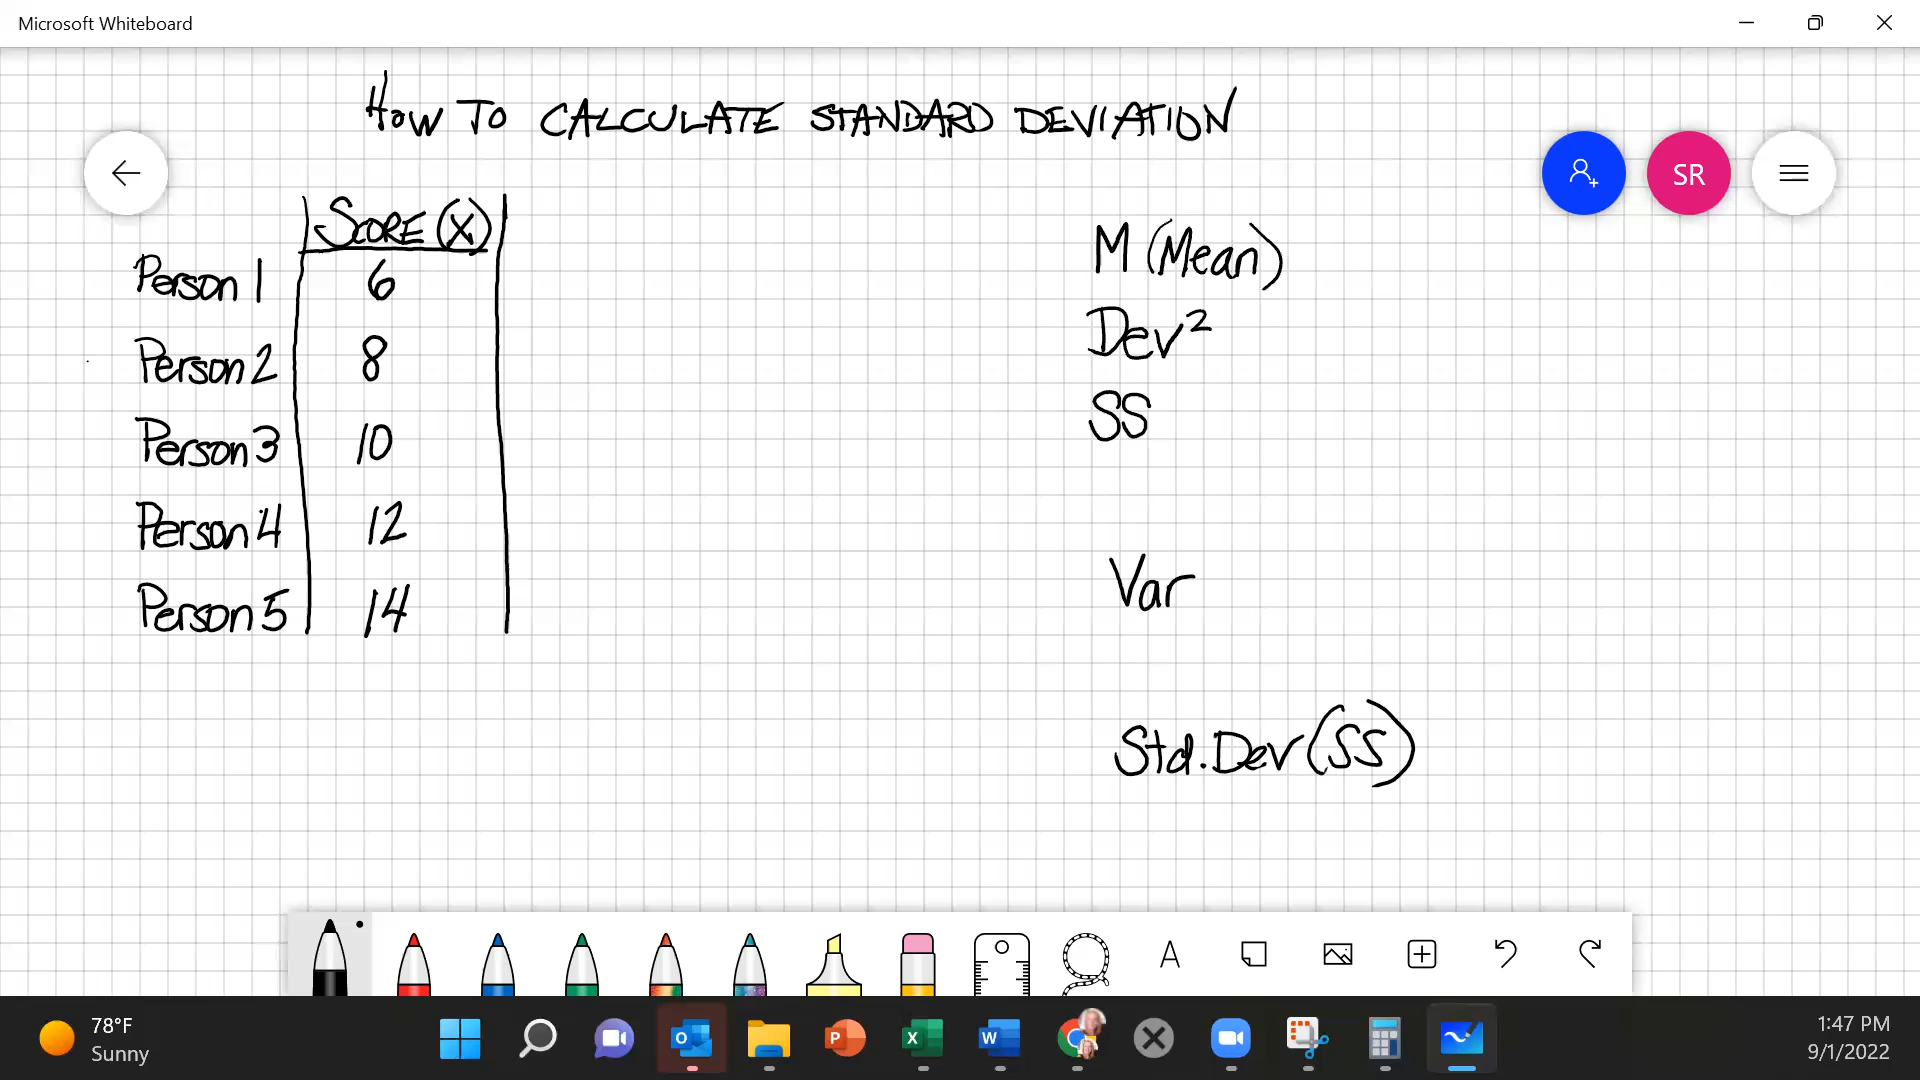 Microsoft Whiteboard
HOW TO CALCULATE STANDARD DEVIATION
SR
SCORE (X)
Person 1 6
Person 2 8
Person 3 10
Person 4 12
Person 5 14
M (Mean)
Dev²
SS
Var
Std. Dev (SS)
A
78°F
Sunny
1:47 PM
9/1/2022